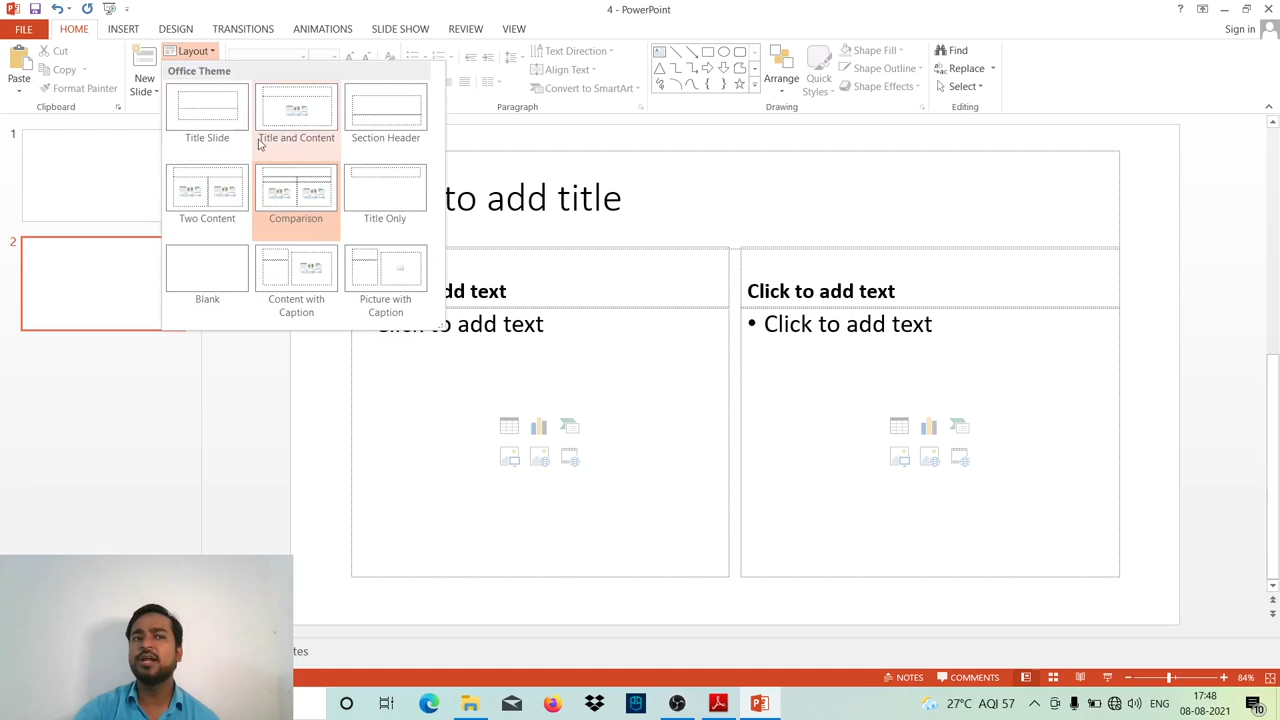 4 - PowerPoint
Sign in
FILE
HOME
INSERT
DESIGN
TRANSITIONS
ANIMATIONS
SLIDE SHOW
REVIEW
VIEW
Paste
Cut
Copy
Format Painter
Clipboard
New
Slide
Layout
Text Direction
Align Text
Convert to SmartArt
Paragraph
Arrange
Quick
Styles
Shape Fill
Shape Outline
Shape Effects
Drawing
Find
Replace
Select
Editing
Office Theme
Title Slide
Title and Content
Section Header
Two Content
Comparison
Title Only
Blank
Content with
Caption
Picture with
Caption
1
2
to add title
dd text
Click to add text
Click to add text
• Click to add text
tes
NOTES
COMMENTS
84%
27°C AQI 57
ENG
17:48
08-08-2021
10